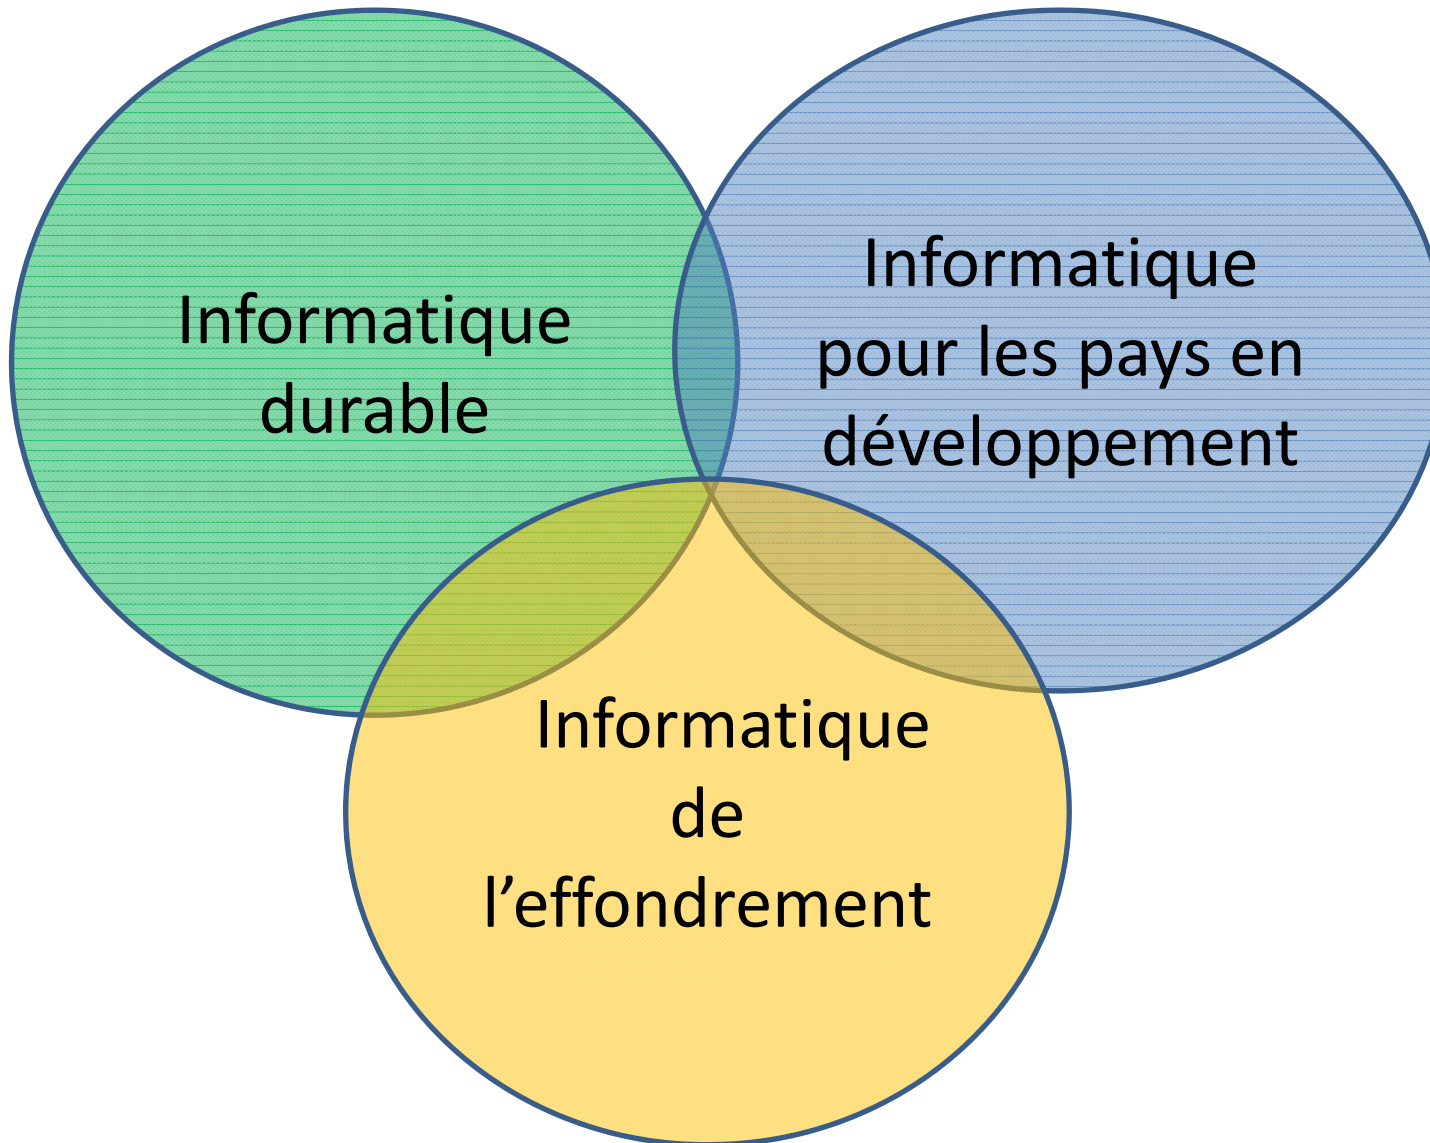 Informatique
durable
Informatique
pour les pays en
développement
Informatique
de
l’effondrement